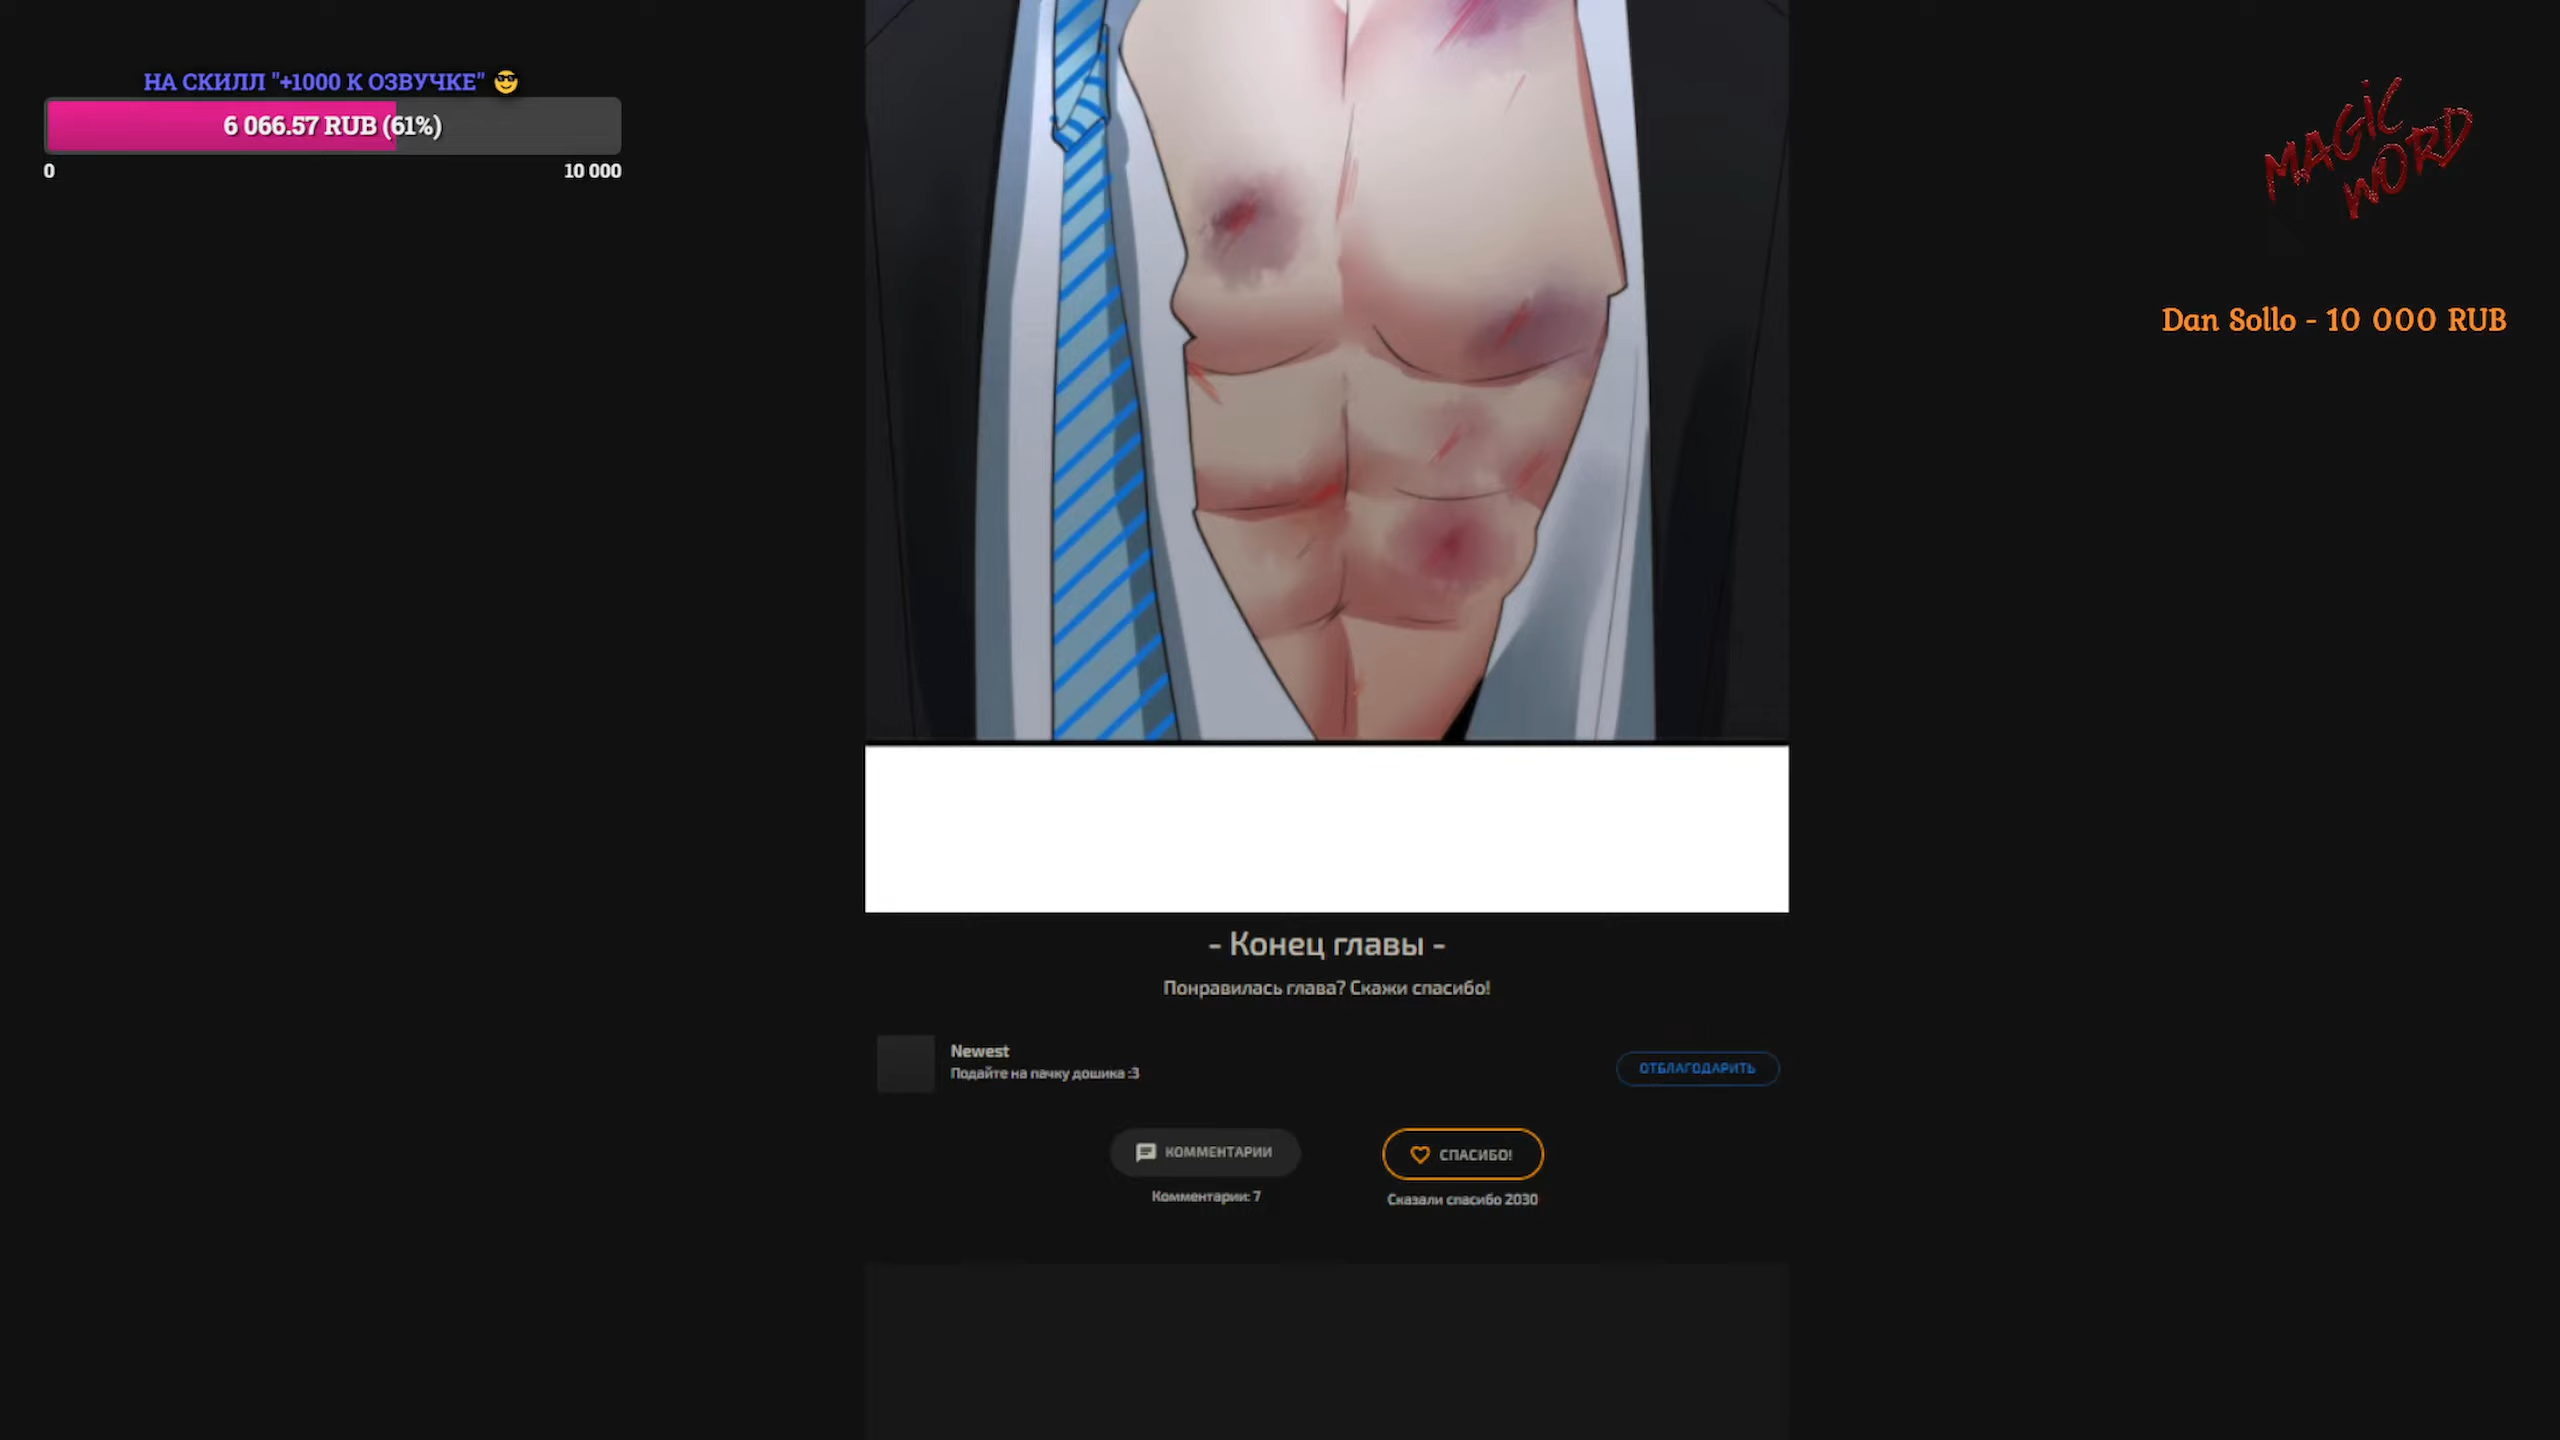 НА СКИЛЛ "+1000 К ОЗВУЧКЕ" 😎
6 066.57 RUB (61%)
0
10 000
MAGIC
WORD
Dan Sollo - 10 000 RUB
- Конец главы -
Понравилась глава? Скажи спасибо!
Newest
Подайте на пачку дошика :3
ОТБЛАГОДАРИТЬ
КОММЕНТАРИИ
СПАСИБО!
Комментарии: 7
Сказали спасибо 2030